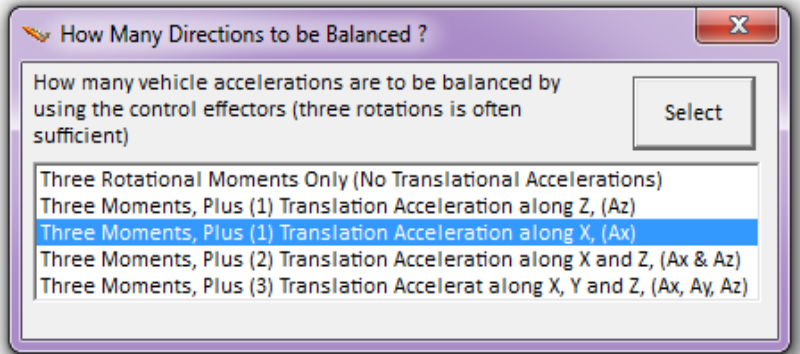 How Many Directions to be Balanced ?
How many vehicle accelerations are to be balanced by
using the control effectors (three rotations is often
sufficient)
Select
Three Rotational Moments Only (No Translational Accelerations)
Three Moments, Plus (1) Translation Acceleration along Z, (Az)
Three Moments, Plus (1) Translation Acceleration along X, (Ax)
Three Moments, Plus (2) Translation Acceleration along X and Z, (Ax & Az)
Three Moments, Plus (3) Translation Accelerat along X, Y and Z, (Ax, Ay, Az)